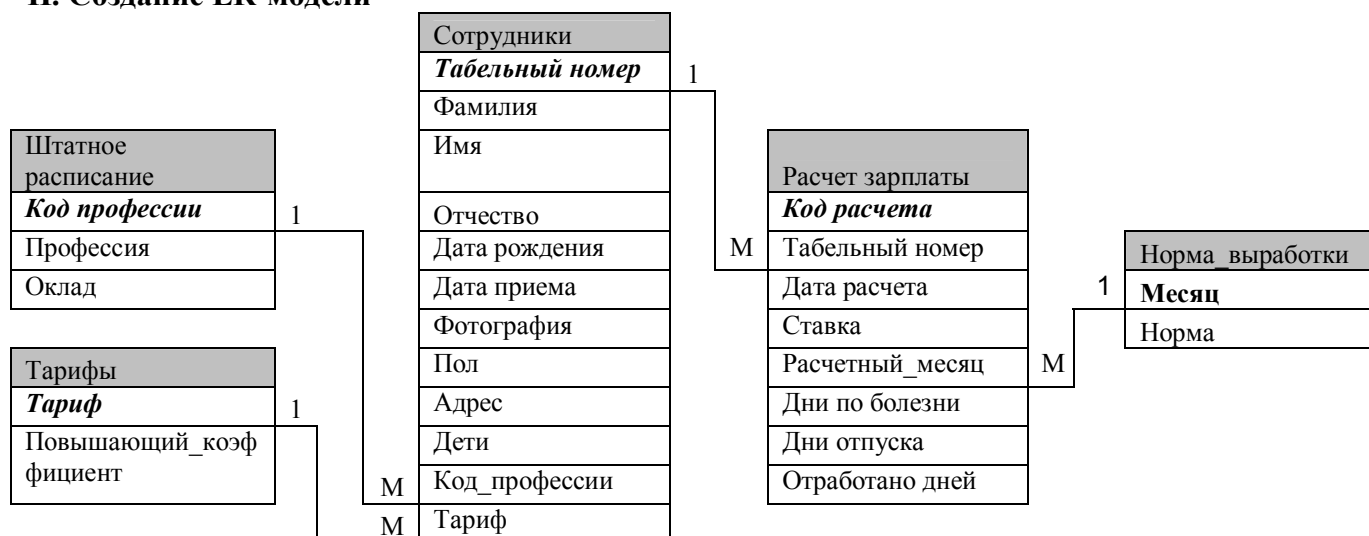 II. Создание ER-модели
Сотрудники
Табельный номер
1
Фамилия
Имя
Отчество
Дата рождения
Дата приема
Фотография
Пол
Адрес
Дети
М
Код_профессии
М
Тариф
Штатное
расписание
Код профессии
1
Профессия
Оклад
Тарифы
Тариф
1
Повышающий_коэф
фициент
Расчет зарплаты
Код расчета
М
Табельный номер
Дата расчета
Ставка
Расчетный_месяц
М
Дни по болезни
Дни отпуска
Отработано дней
Норма_выработки
1
Месяц
Норма